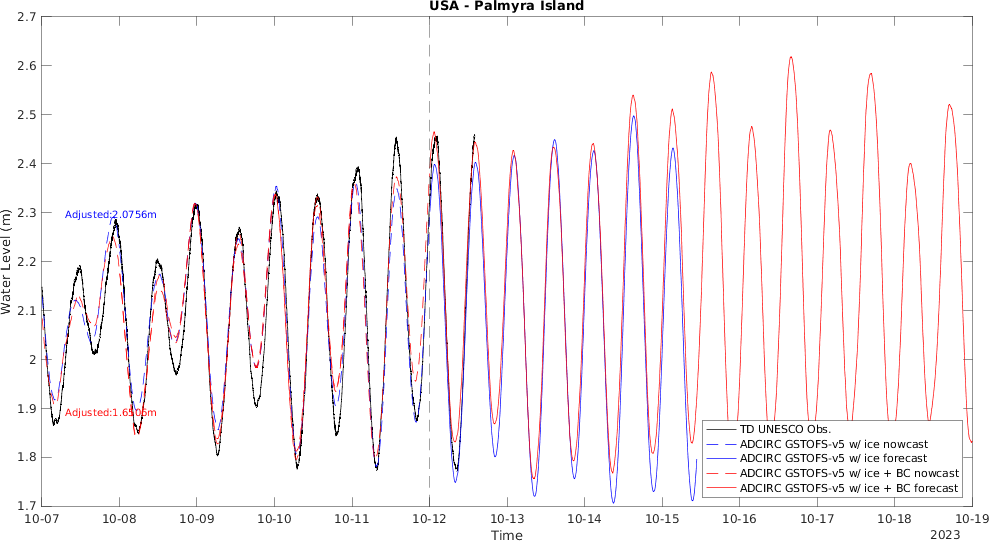 USA - Palmyra Island
2.7
2.6
2.5
2.4
2.3
2.2
2.1
2
1.9
1.8
1.7
Water Level (m)
Adjusted:2.0756m
TD UNESCO Obs.
ADCIRC GSTOFS-v5 w/ ice nowcast
ADCIRC GSTOFS-v5 w/ ice forecast
ADCIRC GSTOFS-v5 w/ ice + BC nowcast
ADCIRC GSTOFS-v5 w/ ice + BC forecast
10-07 10-08 10-09 10-10 10-11 10-12 10-13 10-14 10-15 10-16 10-17 10-18 10-19
Time
2023